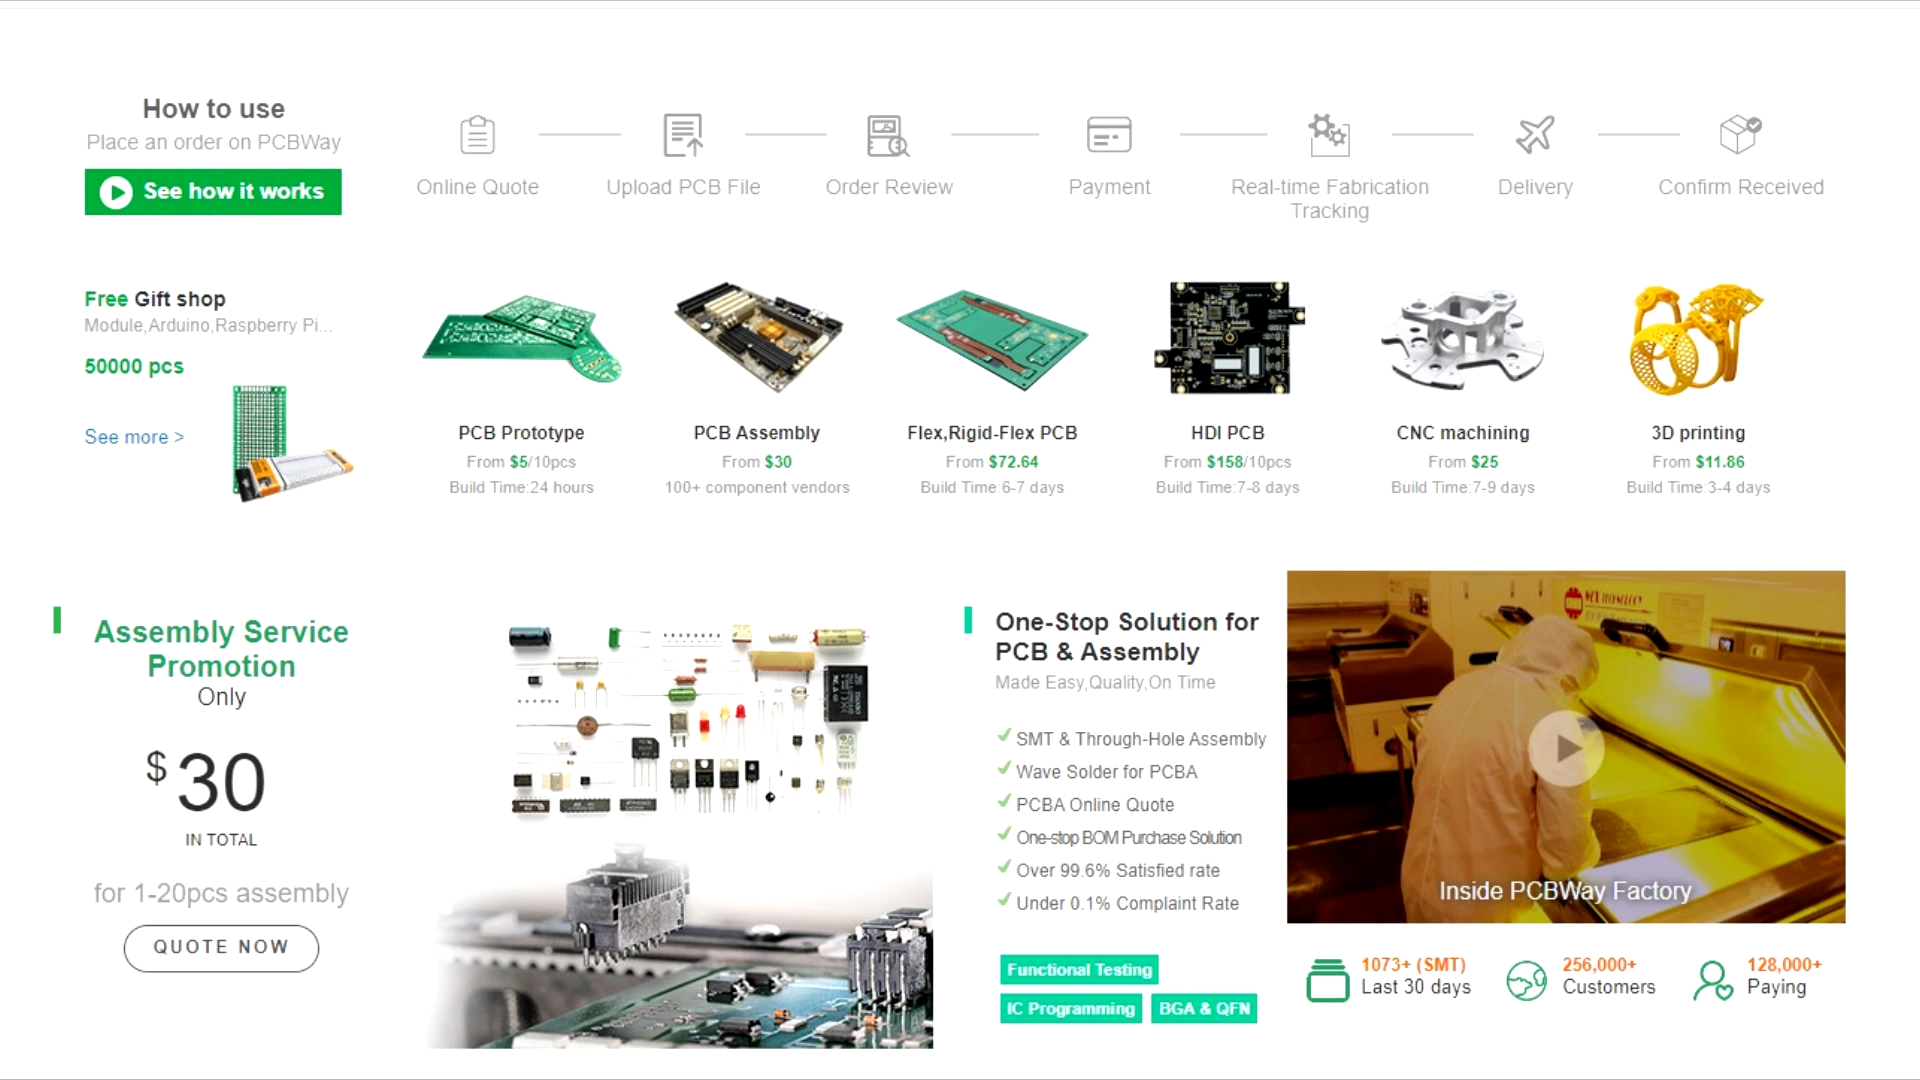 How to use
Place an order on PCBWay
See how it works
Online Quote
Upload PCB File
Order Review
Payment
Real-time Fabrication
Tracking
Delivery
Confirm Received
Free Gift shop
Module,Arduino,Raspberry Pi...
50000 pcs
See more >
PCB Prototype
From $5/10pcs
Build Time:24 hours
PCB Assembly
From $30
100+ component vendors
Flex,Rigid-Flex PCB
From $72.64
Build Time:6-7 days
HDI PCB
From $158/10pcs
Build Time:7-8 days
CNC machining
From $25
Build Time:7-9 days
3D printing
From $11.86
Build Time:3-4 days
Assembly Service
Promotion
Only
$30
IN TOTAL
for 1-20pcs assembly
QUOTE NOW
One-Stop Solution for
PCB & Assembly
Made Easy,Quality,On Time
SMT & Through-Hole Assembly
Wave Solder for PCBA
PCBA Online Quote
One-stop BOM Purchase Solution
Over 99.6% Satisfied rate
Under 0.1% Complaint Rate
Functional Testing
IC Programming
BGA & QFN
Inside PCBWay Factory
1073+ (SMT)
Last 30 days
256,000+
Customers
128,000+
Paying